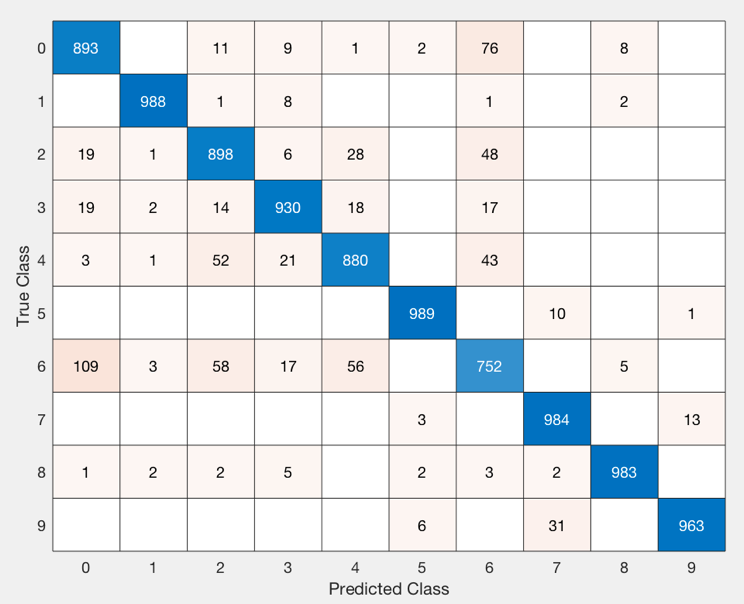 0 893 11 9 1 2 76 8
1 988 1 8 1 2
2 19 1 898 6 28 48
3 19 2 14 930 18 17
4 3 1 52 21 880 43
5 989 10 1
6 109 3 58 17 56 752 5
7 3 984 13
8 1 2 2 5 2 3 2 983
9 6 31 963
True Class
0 1 2 3 4 5 6 7 8 9
Predicted Class